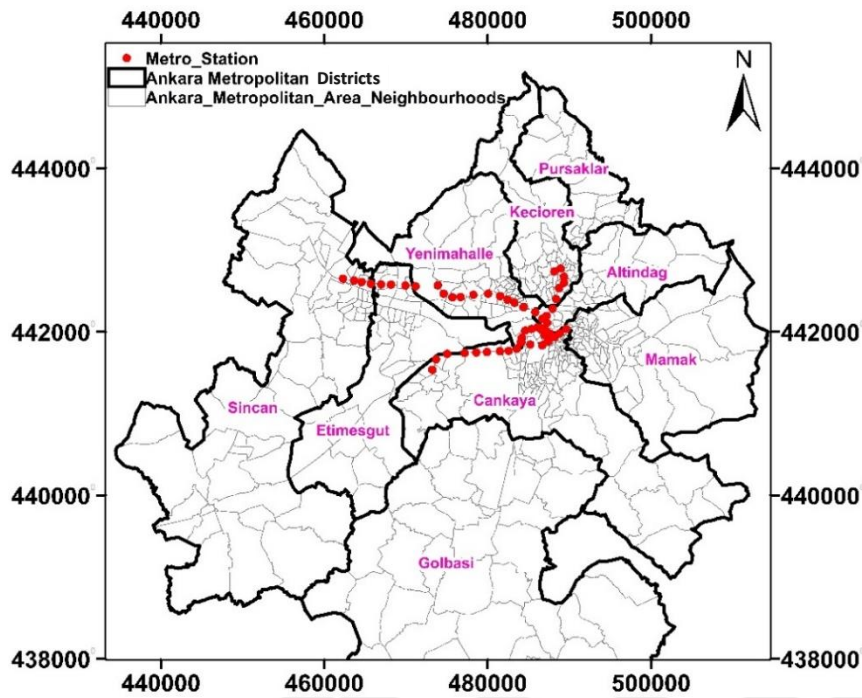 440000 460000 480000 500000
Metro_Station
Ankara Metropolitan Districts
Ankara_Metropolitan_Area_Neighbourhoods
N
444000 444000
Pursaklar
Kecioren
Yenimahalle
Altindag
442000 442000
Mamak
Cankaya
Sincan
Etimesgut
440000 440000
Golbasi
438000 438000
440000 460000 480000 500000